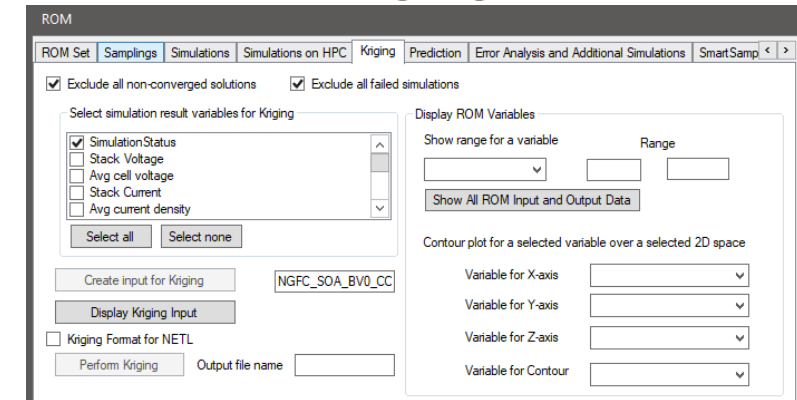 ROM
ROM Set Samplings Simulations Simulations on HPC Kriging Prediction Error Analysis and Additional Simulations SmartSamp < >
Exclude all non-converged solutions Exclude all failed simulations
Select simulation result variables for Kriging
SimulationStatus
Stack Voltage
Avg cell voltage
Stack Current
Avg current density
Select all Select none
Create input for Kriging NGFC_SOA_BV0_CC
Display Kriging Input
Kriging Format for NETL
Perform Kriging Output file name
Display ROM Variables
Show range for a variable Range
Show All ROM Input and Output Data
Contour plot for a selected variable over a selected 2D space
Variable for X-axis
Variable for Y-axis
Variable for Z-axis
Variable for Contour